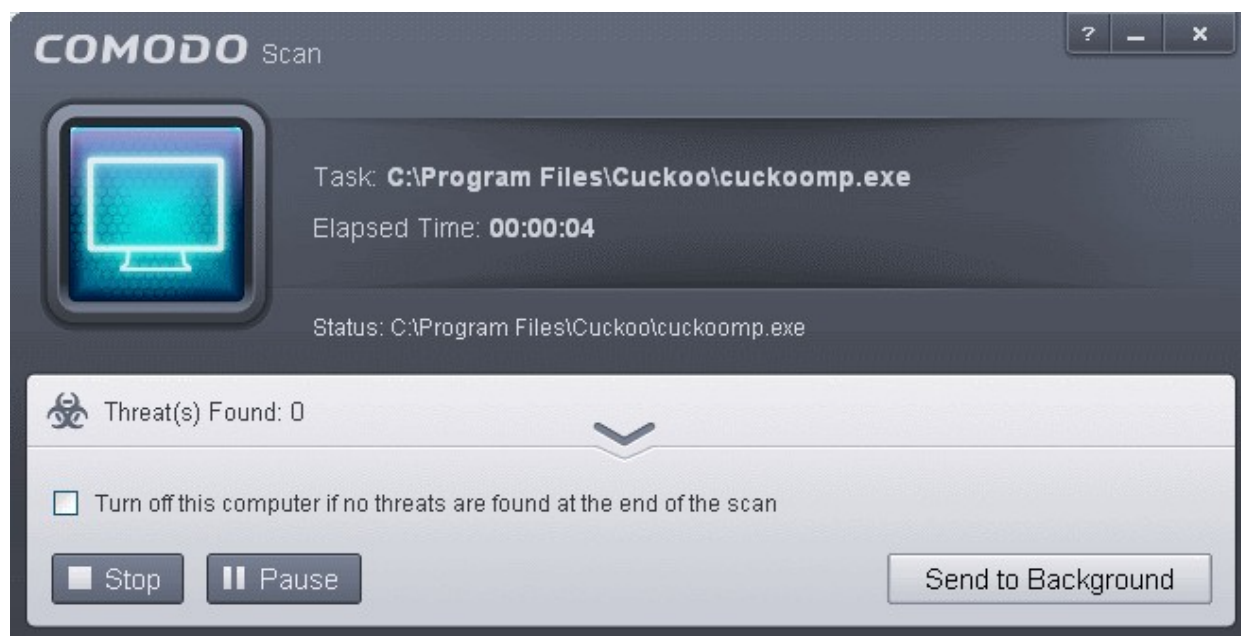 COMODO Scan
? _ x
Task: C:\Program Files\Cuckoo\cuckoomp.exe
Elapsed Time: 00:00:04
Status: C:\Program Files\Cuckoo\cuckoomp.exe
Threat(s) Found: 0
Turn off this computer if no threats are found at the end of the scan
Stop
Pause
Send to Background